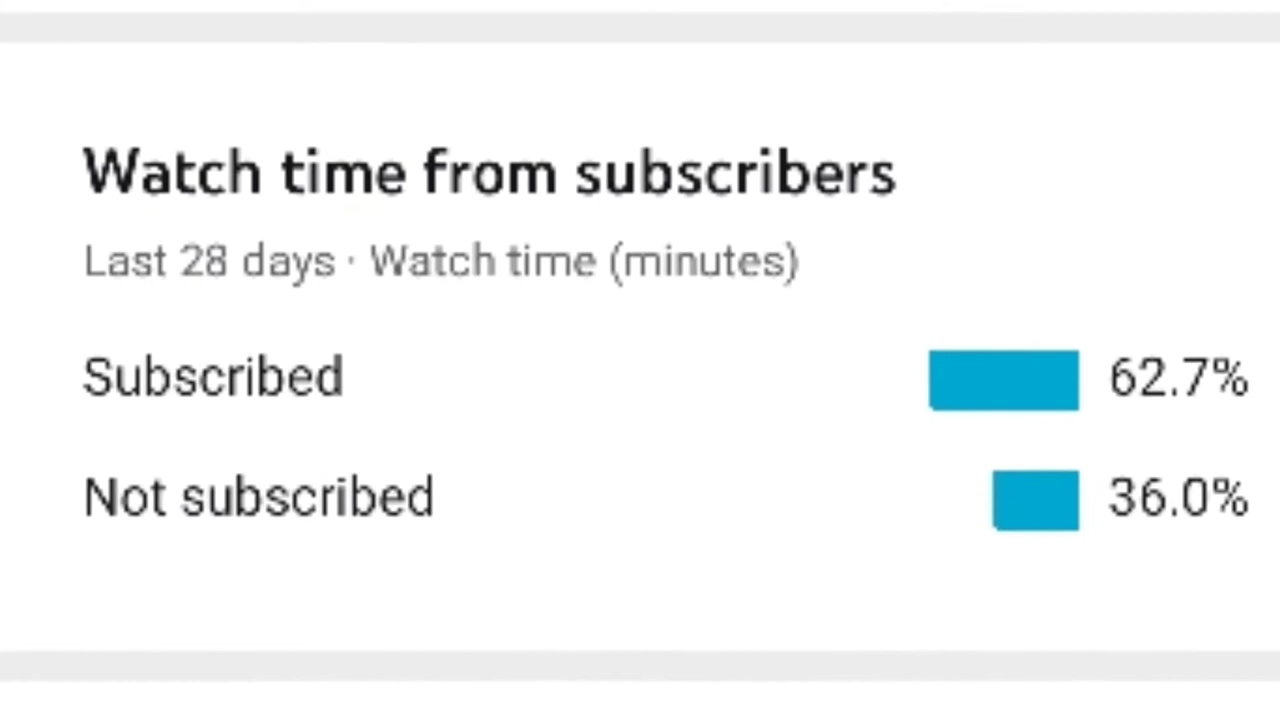 Watch time from subscribers
Last 28 days · Watch time (minutes)
Subscribed 62.7%
Not subscribed 36.0%